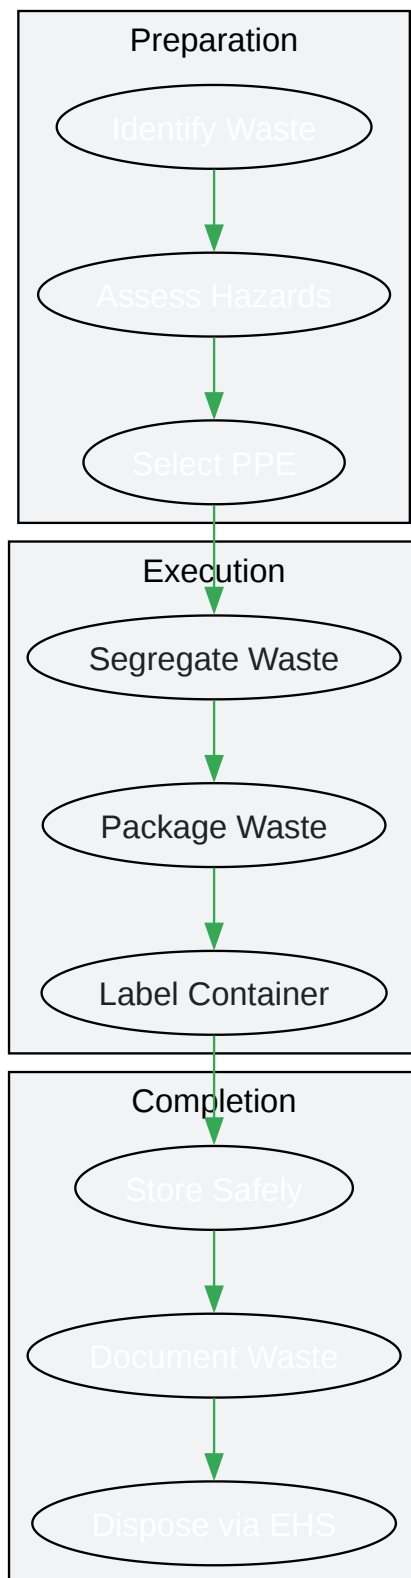 Preparation
Identify Waste
Assess Hazards
Select PPE
Execution
Segregate Waste
Package Waste
Label Container
Completion
Store Safely
Document Waste
Dispose via EHS